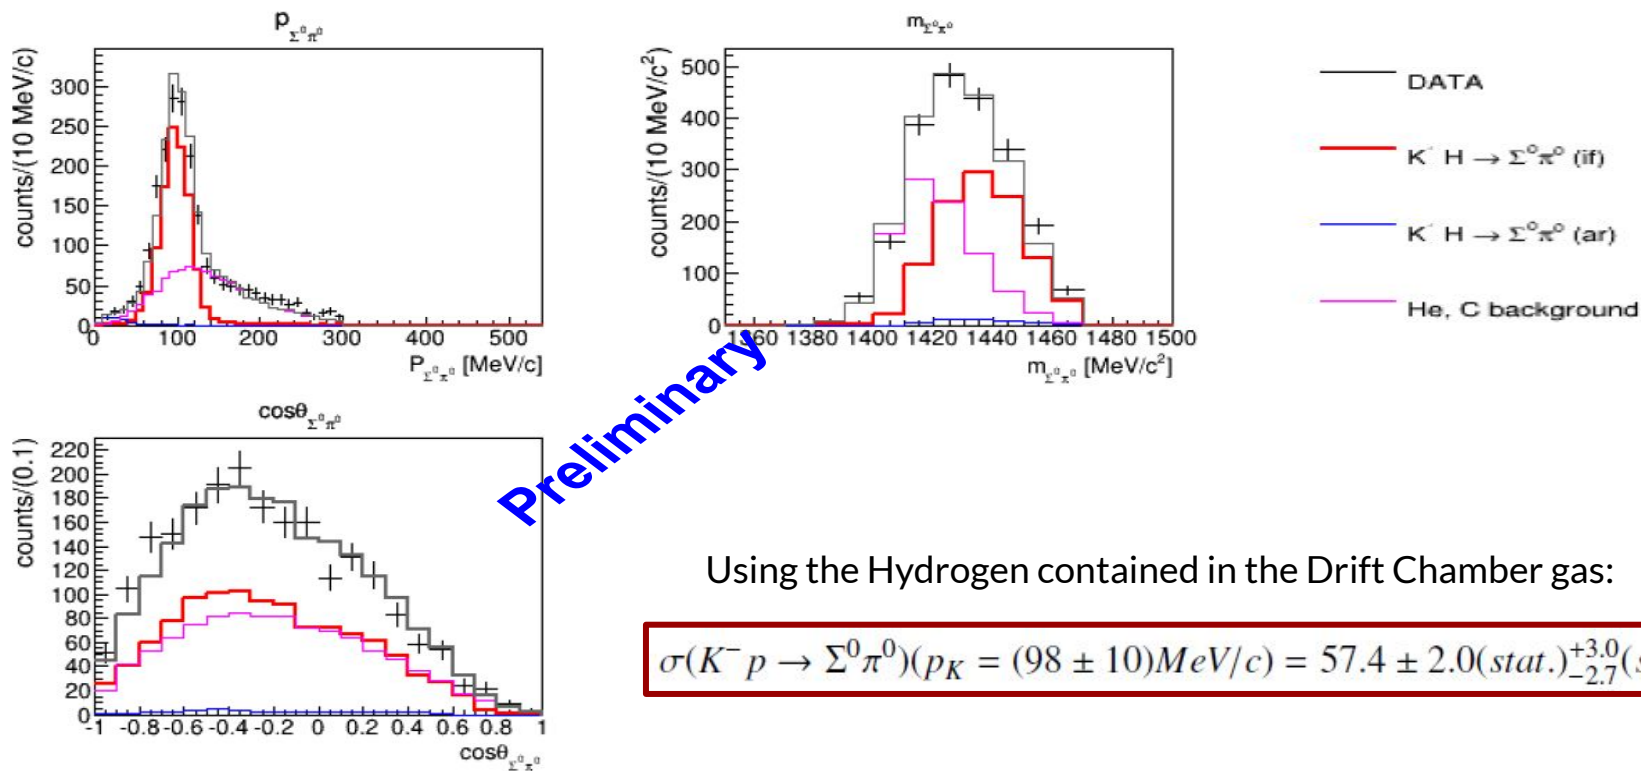 p_{Σ⁰π⁰}
counts/(10 MeV/c)
300
250
200
150
100
50
0
0 100 200 300 400 500
P_{Σ⁰π⁰} [MeV/c]
m_{Σ⁰π⁰}
counts/(10 MeV/c²)
500
400
300
200
100
0
1360 1380 1400 1420 1440 1460 1480 1500
m_{Σ⁰π⁰} [MeV/c²]
DATA
K⁻ H → Σ⁰π⁰ (if)
K⁻ H → Σ⁰π⁰ (ar)
He, C background
Preliminary
cosθ_{Σ⁰π⁰}
counts/(0.1)
220
200
180
160
140
120
100
80
60
40
20
0
-1 -0.8 -0.6 -0.4 -0.2 0 0.2 0.4 0.6 0.8 1
cosθ_{Σ⁰π⁰}
Using the Hydrogen contained in the Drift Chamber gas:
σ(K⁻p → Σ⁰π⁰)(p_K = (98 ± 10)MeV/c) = 57.4 ± 2.0(stat.)^{+3.0}_{-2.7}(